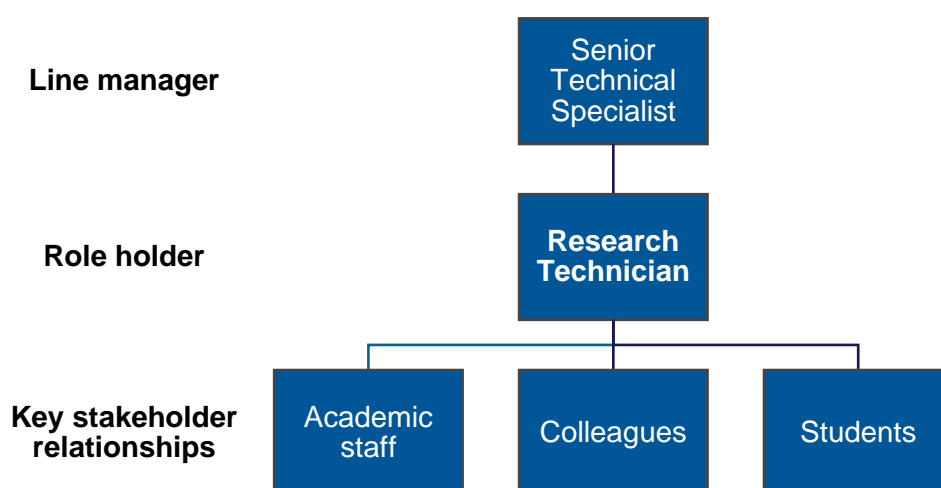 Line manager
Senior
Technical
Specialist
Role holder
Research
Technician
Key stakeholder
relationships
Academic
staff
Colleagues
Students